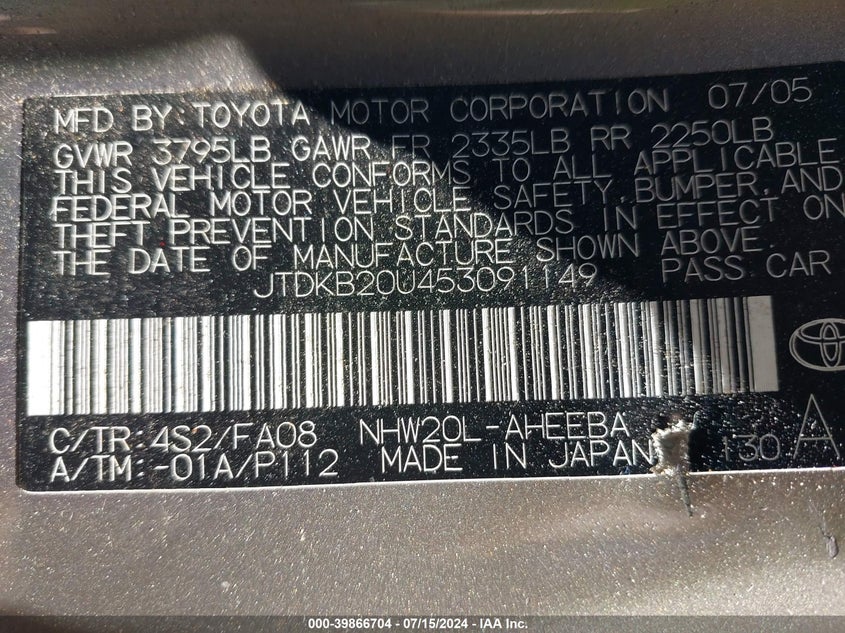 MFD BY: TOYOTA MOTOR CORPORATION 07/05
GVWR 3795LB GAWR FR 2335LB RR 2250LB
THIS VEHICLE CONFORMS TO ALL APPLICABLE
FEDERAL MOTOR VEHICLE SAFETY, BUMPER, AND
THEFT PREVENTION STANDARDS IN EFFECT ON
THE DATE OF MANUFACTURE SHOWN ABOVE.
JTDKB20U453091149 PASS CAR
C/TR: 4S2/FA08 NHW20L-AHEEBA
A/TM: -01A/P112 MADE IN JAPAN 130 A
000-39866704 - 07/15/2024 - IAA Inc.